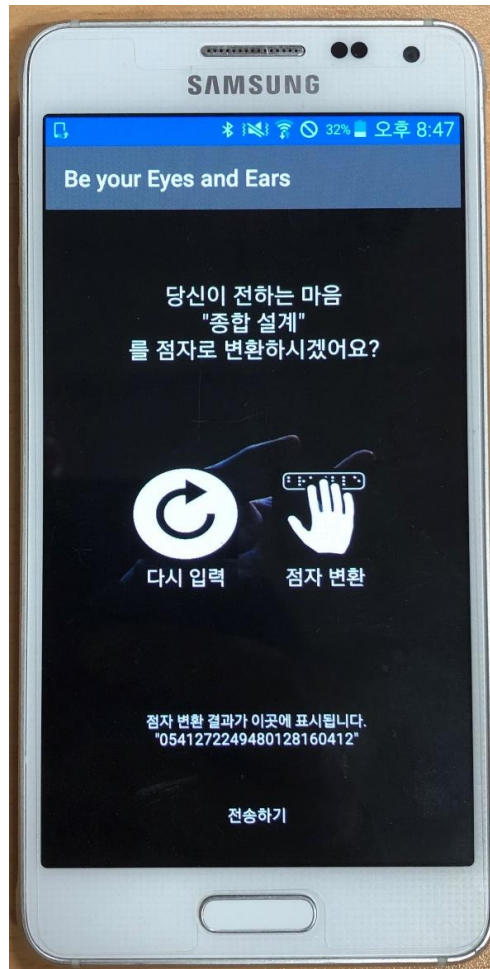 SAMSUNG
32% 오후 8:47
Be your Eyes and Ears
당신이 전하는 마음
"종합 설계"
를 점자로 변환하시겠어요?
다시 입력
점자 변환
점자 변환 결과가 이곳에 표시됩니다.
"0541272249480128160412"
전송하기